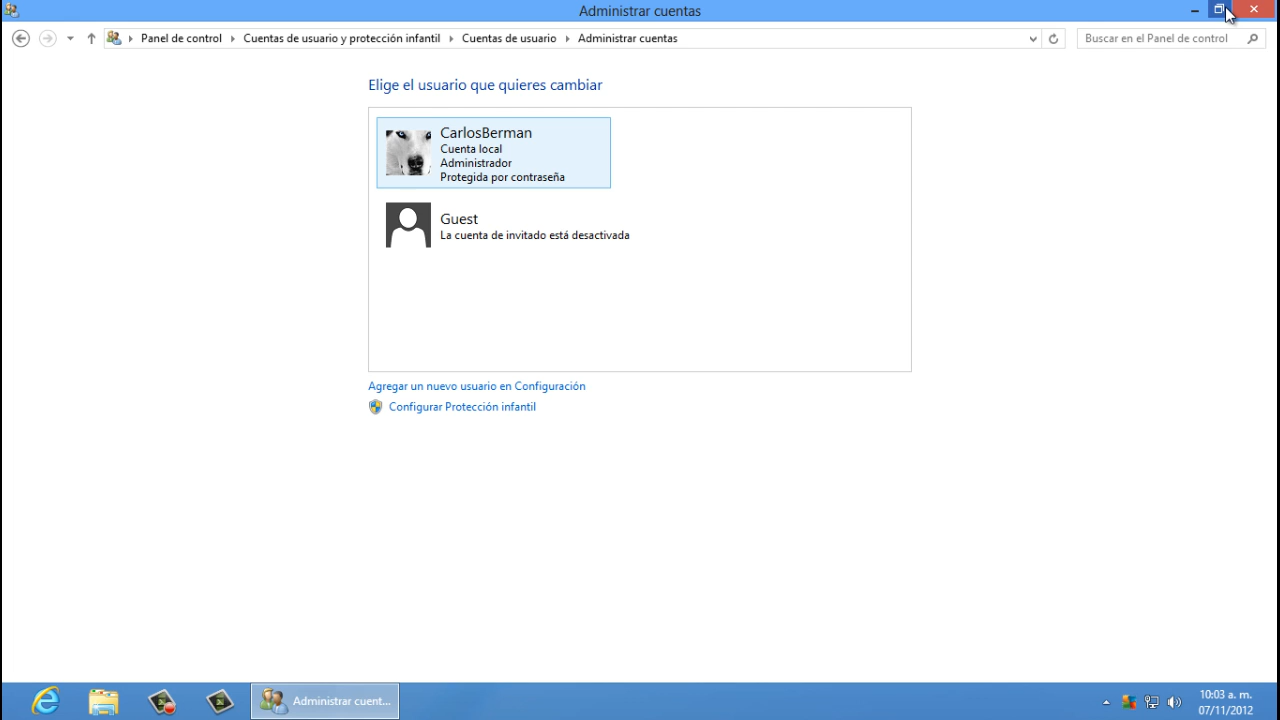 Administrar cuentas
Panel de control Cuentas de usuario y protección infantil Cuentas de usuario Administrar cuentas
Buscar en el Panel de control
Elige el usuario que quieres cambiar
CarlosBerman
Cuenta local
Administrador
Protegida por contraseña
Guest
La cuenta de invitado está desactivada
Agregar un nuevo usuario en Configuración
Configurar Protección infantil
Administrar cuent...
10:03 a. m.
07/11/2012